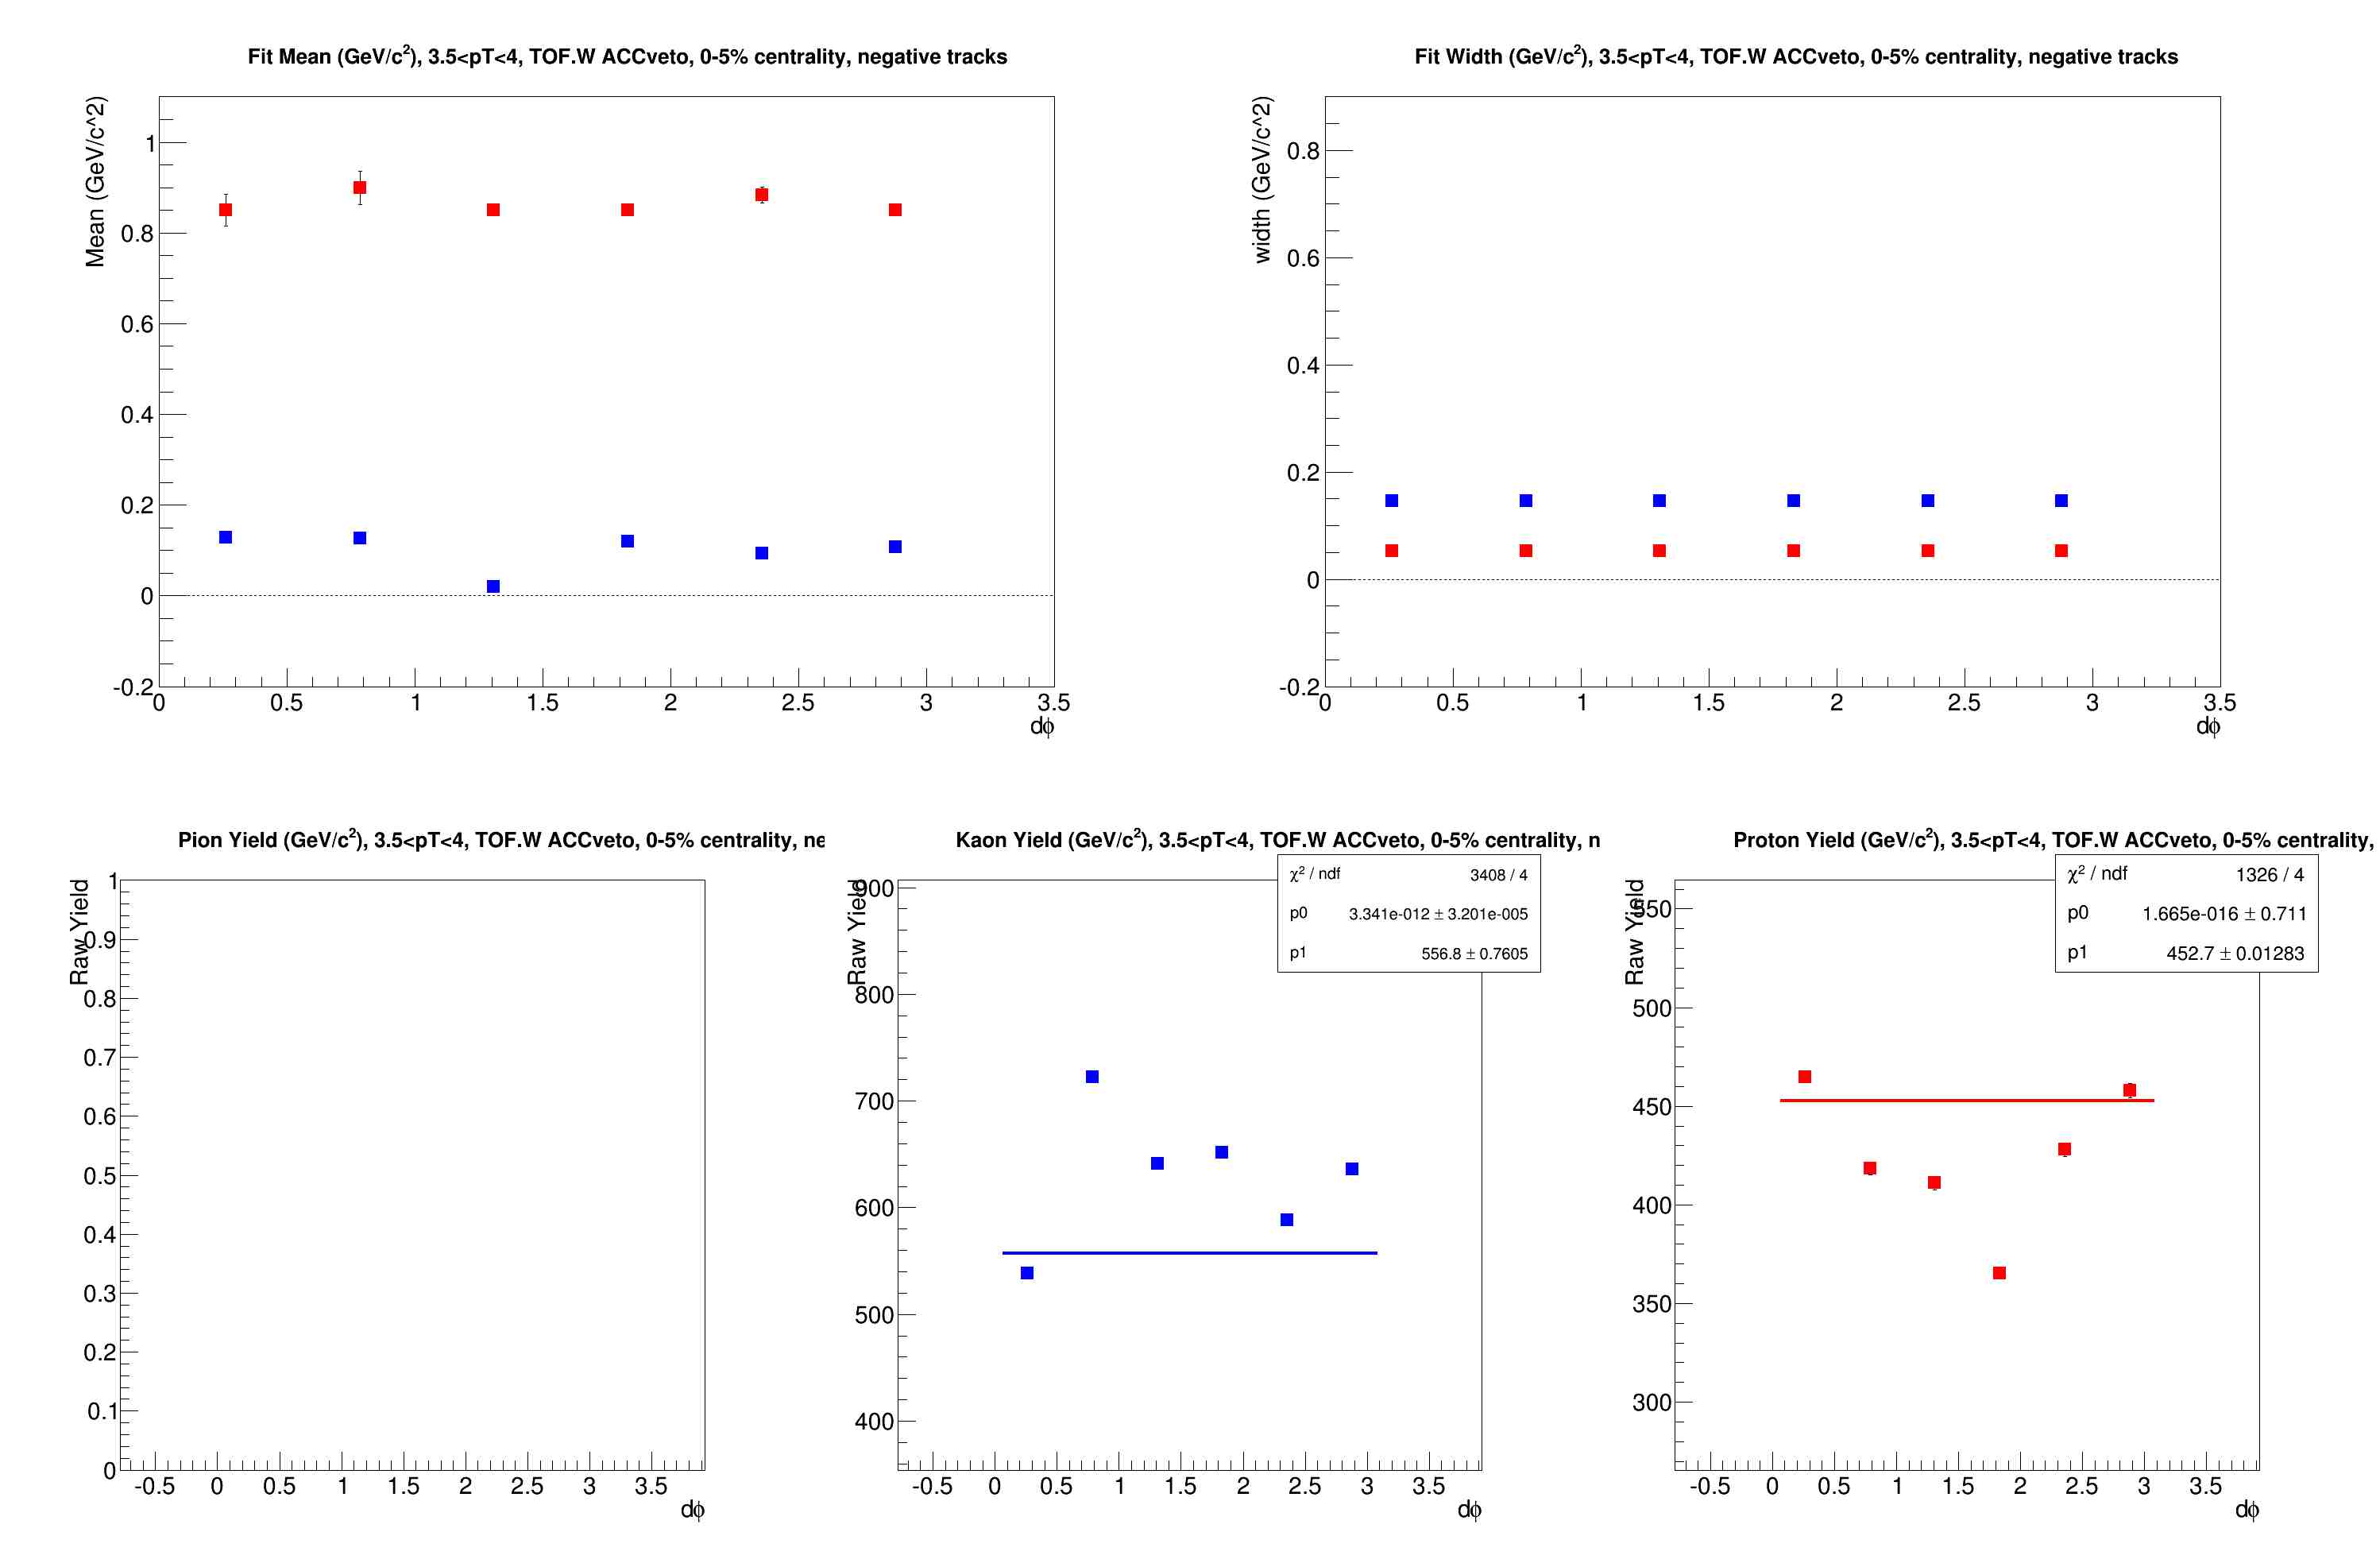 Fit Mean (GeV/c²), 3.5<pT<4, TOF.W ACCveto, 0-5% centrality, negative tracks
Mean (GeV/c^2)
1
0.8
0.6
0.4
0.2
0
-0.2
0 0.5 1 1.5 2 2.5 3 3.5
dϕ
Fit Width (GeV/c²), 3.5<pT<4, TOF.W ACCveto, 0-5% centrality, negative tracks
width (GeV/c^2)
0.8
0.6
0.4
0.2
0
-0.2
0 0.5 1 1.5 2 2.5 3 3.5
dϕ
Pion Yield (GeV/c²), 3.5<pT<4, TOF.W ACCveto, 0-5% centrality, ne
Raw Yield
1
0.9
0.8
0.7
0.6
0.5
0.4
0.3
0.2
0.1
0
-0.5 0 0.5 1 1.5 2 2.5 3 3.5
dϕ
Kaon Yield (GeV/c²), 3.5<pT<4, TOF.W ACCveto, 0-5% centrality, n
χ² / ndf 3408 / 4
p0 3.341e-012 ± 3.201e-005
p1 556.8 ± 0.7605
Raw Yield
900
800
700
600
500
400
-0.5 0 0.5 1 1.5 2 2.5 3 3.5
dϕ
Proton Yield (GeV/c²), 3.5<pT<4, TOF.W ACCveto, 0-5% centrality,
χ² / ndf 1326 / 4
p0 1.665e-016 ± 0.711
p1 452.7 ± 0.01283
Raw Yield
550
500
450
400
350
300
-0.5 0 0.5 1 1.5 2 2.5 3 3.5
dϕ